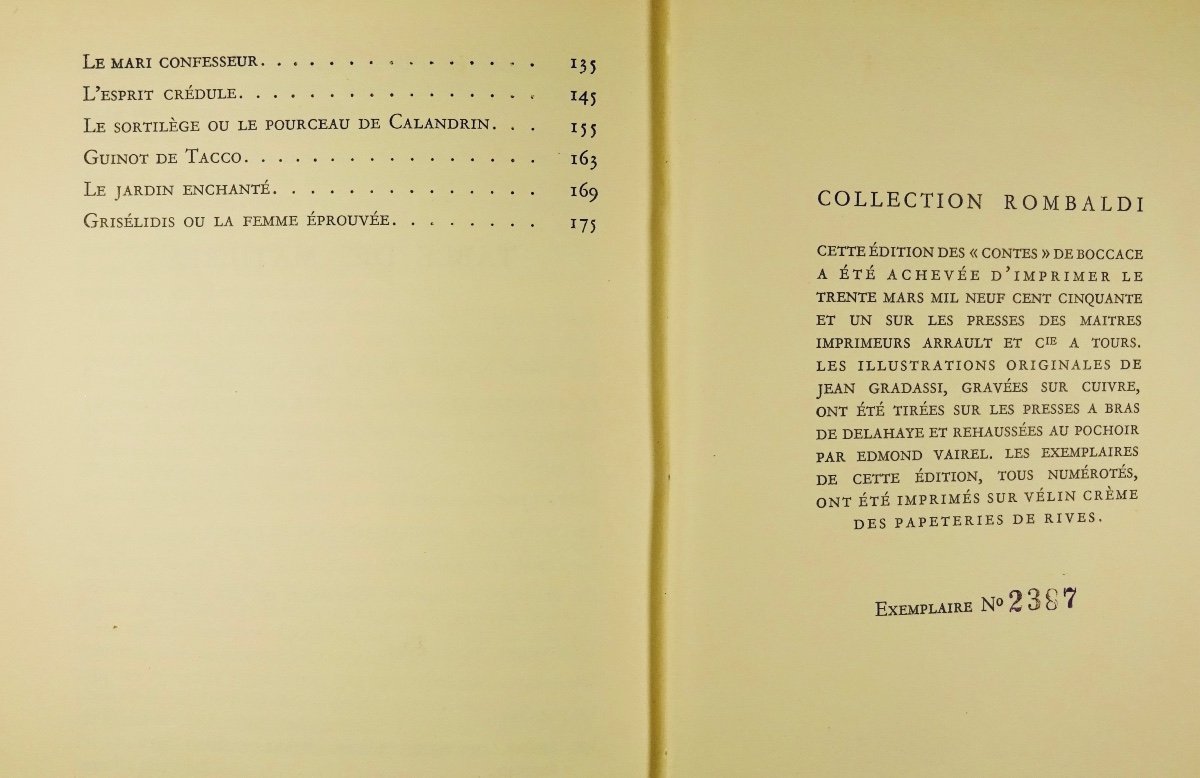 Le mari confesseur. . . . . . . . . . . . . . . 135
L'esprit crédule. . . . . . . . . . . . . . . . 145
Le sortilège ou le pourceau de Calandrin. . . 155
Guinot de Tacco. . . . . . . . . . . . . . . . 163
Le jardin enchanté. . . . . . . . . . . . . . 169
Grisélidis ou la femme éprouvée. . . . . . . . 175
COLLECTION ROMBALDI
CETTE ÉDITION DES « CONTES » DE BOCCACE
A ÉTÉ ACHEVÉE D'IMPRIMER LE
TRENTE MARS MIL NEUF CENT CINQUANTE
ET UN SUR LES PRESSES DES MAITRES
IMPRIMEURS ARRAULT ET CIE A TOURS.
LES ILLUSTRATIONS ORIGINALES DE
JEAN GRADASSI, GRAVÉES SUR CUIVRE,
ONT ÉTÉ TIRÉES SUR LES PRESSES A BRAS
DE DELAHAYE ET REHAUSSÉES AU POCHOIR
PAR EDMOND VAIREL. LES EXEMPLAIRES
DE CETTE ÉDITION, TOUS NUMÉROTÉS,
ONT ÉTÉ IMPRIMÉS SUR VÉLIN CRÈME
DES PAPETERIES DE RIVES.
Exemplaire No 2387